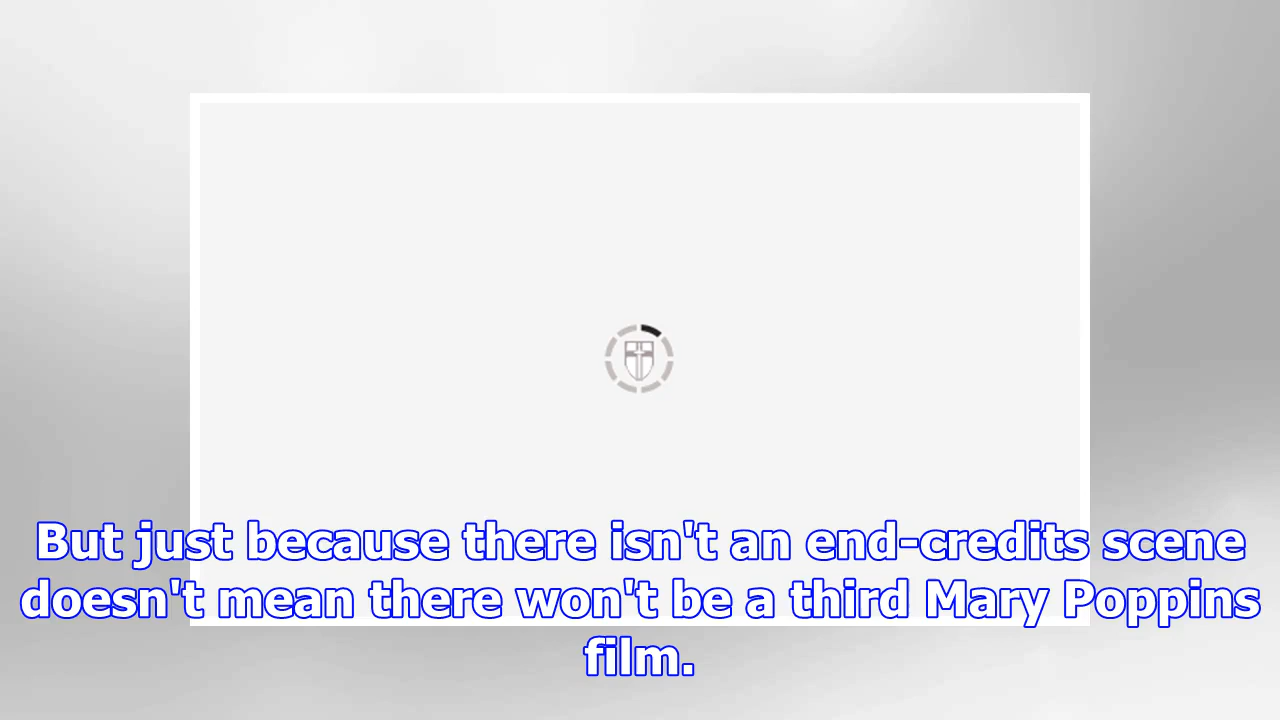 But just because there isn't an end-credits scene
doesn't mean there won't be a third Mary Poppins
film.